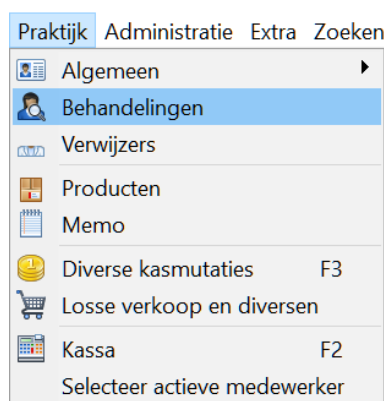 Praktijk Administratie Extra Zoeken
Algemeen
Behandelingen
Verwijzers
Producten
Memo
Diverse kasmutaties F3
Losse verkoop en diversen
Kassa F2
Selecteer actieve medewerker